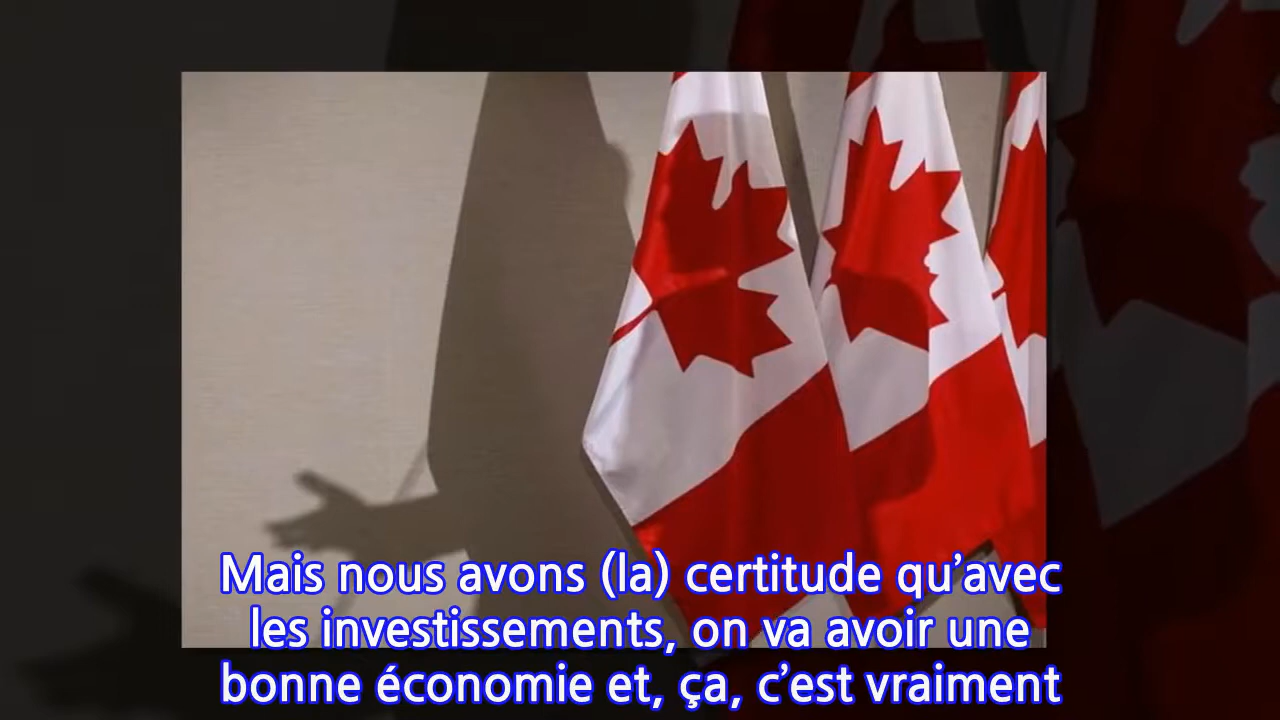 Mais nous avons (la) certitude qu’avec
les investissements, on va avoir une
bonne économie et, ça, c’est vraiment